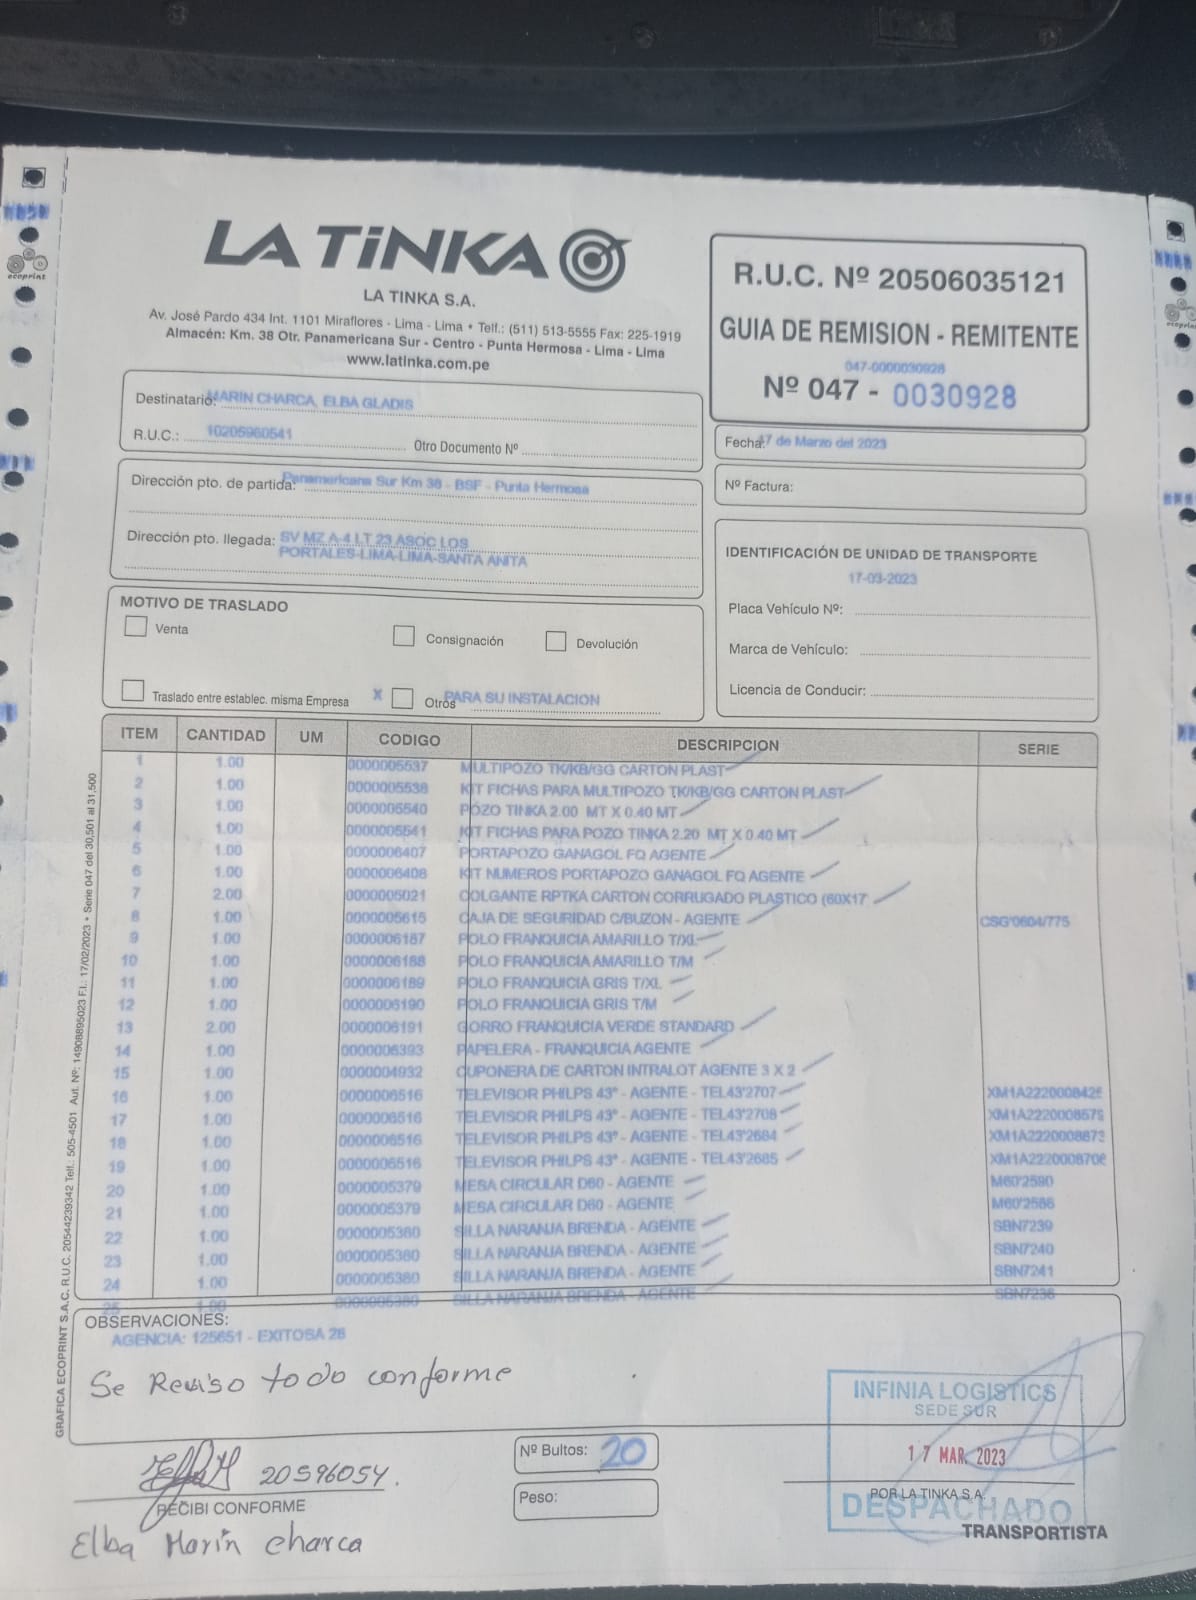 LA TiNKA
LA TINKA S.A.
Av. José Pardo 434 Int. 1101 Miraflores - Lima - Lima • Telf.: (511) 513-5555 Fax: 225-1919
Almacén: Km. 38 Otr. Panamericana Sur - Centro - Punta Hermosa - Lima - Lima
www.latinka.com.pe
R.U.C. Nº 20506035121
GUIA DE REMISION - REMITENTE
047-0000030928
Nº 047 - 0030928
Destinatario: MARIN CHARCA, ELBA GLADIS
R.U.C.: 10205960541 Otro Documento Nº
Fecha: 17 de Marzo del 2023
Nº Factura:
Dirección pto. de partida: Panamericana Sur Km 38 - BSF - Punta Hermosa
Dirección pto. llegada: SV MZ A-4 LT 23 ASOC LOS
PORTALES-LIMA-LIMA-SANTA ANITA
IDENTIFICACIÓN DE UNIDAD DE TRANSPORTE
17-03-2023
Placa Vehículo Nº:
Marca de Vehículo:
Licencia de Conducir:
MOTIVO DE TRASLADO
Venta Consignación Devolución
Traslado entre establec. misma Empresa X Otros PARA SU INSTALACION
ITEM CANTIDAD UM CODIGO DESCRIPCION SERIE
1 1.00 0000005537 MULTIPOZO TK/KB/GG CARTON PLAST
2 1.00 0000005538 KIT FICHAS PARA MULTIPOZO TK/KB/GG CARTON PLAST
3 1.00 0000005540 POZO TINKA 2.00 MT X 0.40 MT
4 1.00 0000005541 KIT FICHAS PARA POZO TINKA 2.20 MT X 0.40 MT
5 1.00 0000006407 PORTAPOZO GANAGOL FQ AGENTE
6 1.00 0000006408 KIT NUMEROS PORTAPOZO GANAGOL FQ AGENTE
7 2.00 0000005021 COLGANTE RPTKA CARTON CORRUGADO PLASTICO (60X17
8 1.00 0000005615 CAJA DE SEGURIDAD C/BUZON - AGENTE CSG'0604/775
9 1.00 0000006187 POLO FRANQUICIA AMARILLO T/XL
10 1.00 0000006188 POLO FRANQUICIA AMARILLO T/M
11 1.00 0000006189 POLO FRANQUICIA GRIS T/XL
12 1.00 0000006190 POLO FRANQUICIA GRIS T/M
13 2.00 0000006191 GORRO FRANQUICIA VERDE STANDARD
14 1.00 0000006393 PAPELERA - FRANQUICIA AGENTE
15 1.00 0000004932 CUPONERA DE CARTON INTRALOT AGENTE 3 X 2
16 1.00 0000006516 TELEVISOR PHILPS 43" - AGENTE - TEL43'2707 XM1A2220008426
17 1.00 0000006516 TELEVISOR PHILPS 43" - AGENTE - TEL43'2708 XM1A2220008579
18 1.00 0000006516 TELEVISOR PHILPS 43" - AGENTE - TEL43'2684 XM1A2220008673
19 1.00 0000006516 TELEVISOR PHILPS 43" - AGENTE - TEL43'2685 XM1A2220008706
20 1.00 0000005379 MESA CIRCULAR D60 - AGENTE M60'2590
21 1.00 0000005379 MESA CIRCULAR D60 - AGENTE M60'2586
22 1.00 0000005380 SILLA NARANJA BRENDA - AGENTE SBN7239
23 1.00 0000005380 SILLA NARANJA BRENDA - AGENTE SBN7240
24 1.00 0000005380 SILLA NARANJA BRENDA - AGENTE SBN7241
25 1.00 0000005380 SILLA NARANJA BRENDA - AGENTE SBN7238
OBSERVACIONES:
AGENCIA: 125651 - EXITOSA 28
Se Reviso todo conforme
INFINIA LOGISTICS
SEDE SUR
17 MAR. 2023
DESPACHADO
20596054.
RECIBI CONFORME
Elba Marin charca
Nº Bultos: 20
Peso:
POR LA TINKA S.A.
TRANSPORTISTA
GRAFICA ECOPRINT S.A.C. R.U.C. 20544239342 Telf.: 505-4501 Aut. Nº: 14908895023 F.I.: 17/02/2023 • Serie 047 del 30,501 al 31,500
ecoprint